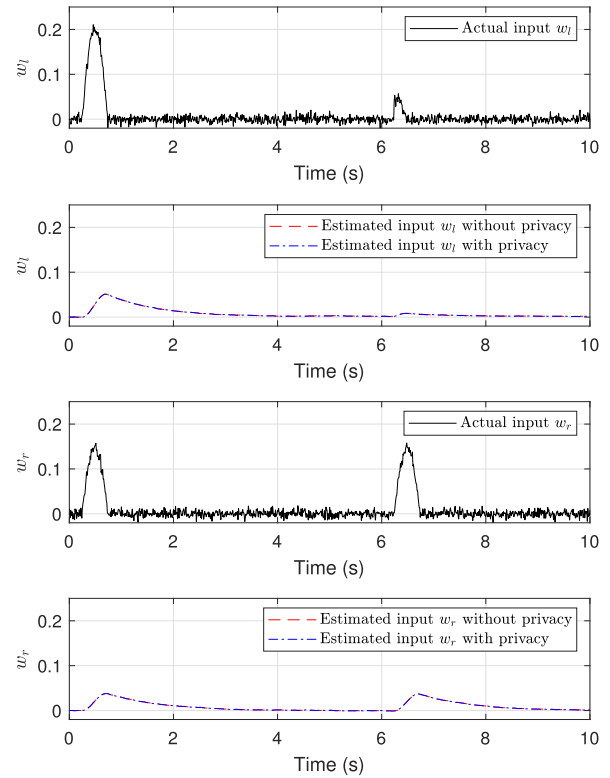 0.2
0.1
0
w_l
Actual input w_l
0 2 4 6 8 10
Time (s)
0.2
0.1
0
w_l
Estimated input w_l without privacy
Estimated input w_l with privacy
0 2 4 6 8 10
Time (s)
0.2
0.1
0
w_r
Actual input w_r
0 2 4 6 8 10
Time (s)
0.2
0.1
0
w_r
Estimated input w_r without privacy
Estimated input w_r with privacy
0 2 4 6 8 10
Time (s)